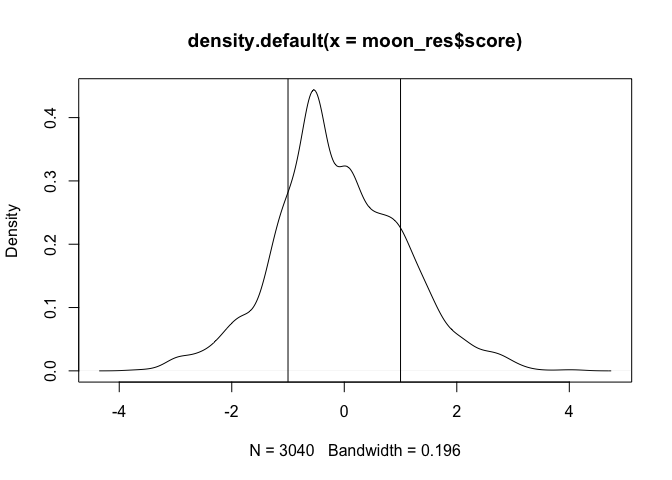 density.default(x = moon_res$score)
Density
0.4
0.3
0.2
0.1
0.0
-4 -2 0 2 4
N = 3040 Bandwidth = 0.196